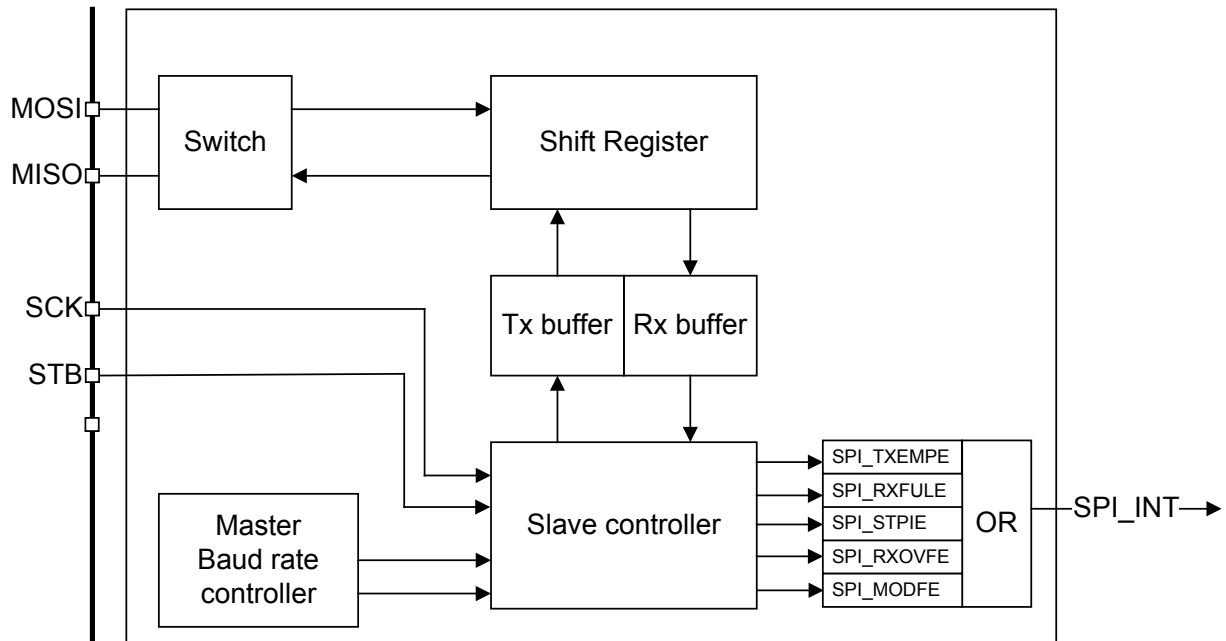 MOSI
MISO
SCK
STB
Switch
Shift Register
Tx buffer
Rx buffer
Master
Baud rate
controller
Slave controller
SPI_TXEMPE
SPI_RXFULE
SPI_STPIE
SPI_RXOVFE
SPI_MODFE
OR
SPI_INT